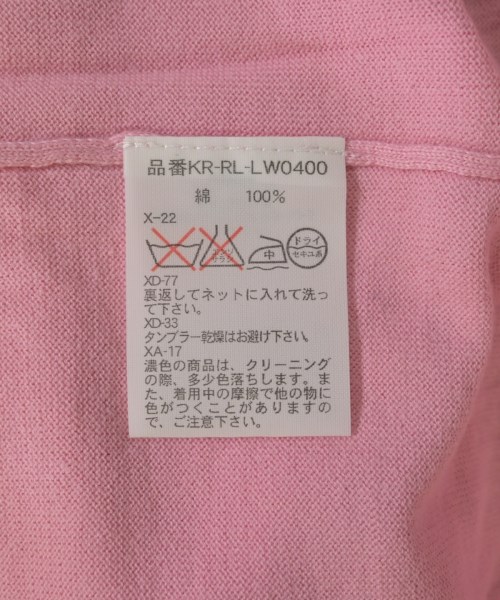 品番KR-RL-LW0400
綿 100%
X-22
中
ドライ
セキユ系
XD-77
裏返してネットに入れて洗っ
て下さい。
XD-33
タンブラー乾燥はお避け下さい。
XA-17
濃色の商品は、クリーニング
の際、多少色落ちします。ま
た、着用中の摩擦で他の物に
色がつくことがありますの
で、ご注意下さい。